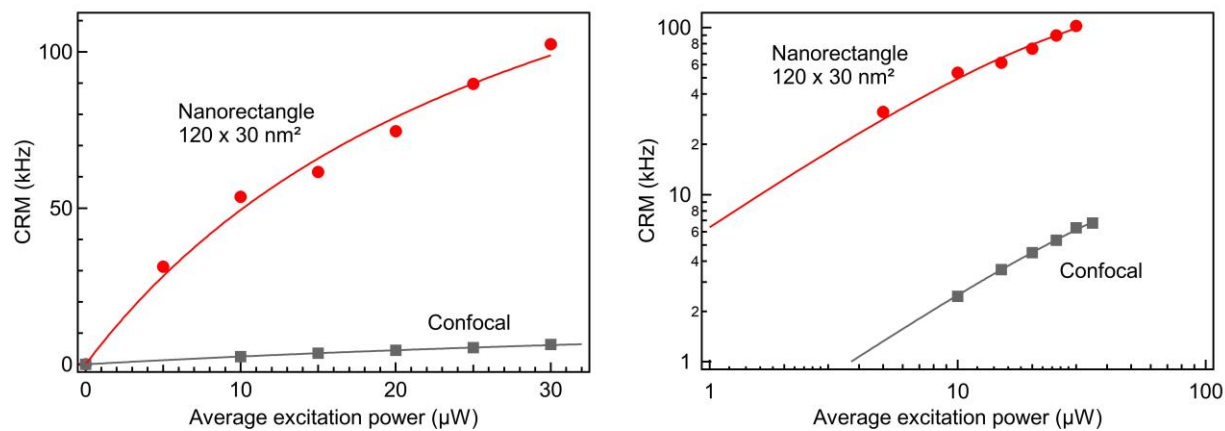 100
50
0
CRM (kHz)
Nanorectangle
120 x 30 nm²
Confocal
0
10
20
30
Average excitation power (µW)
100
8
6
4
2
10
8
6
4
2
1
CRM (kHz)
Nanorectangle
120 x 30 nm²
Confocal
1
10
100
Average excitation power (µW)